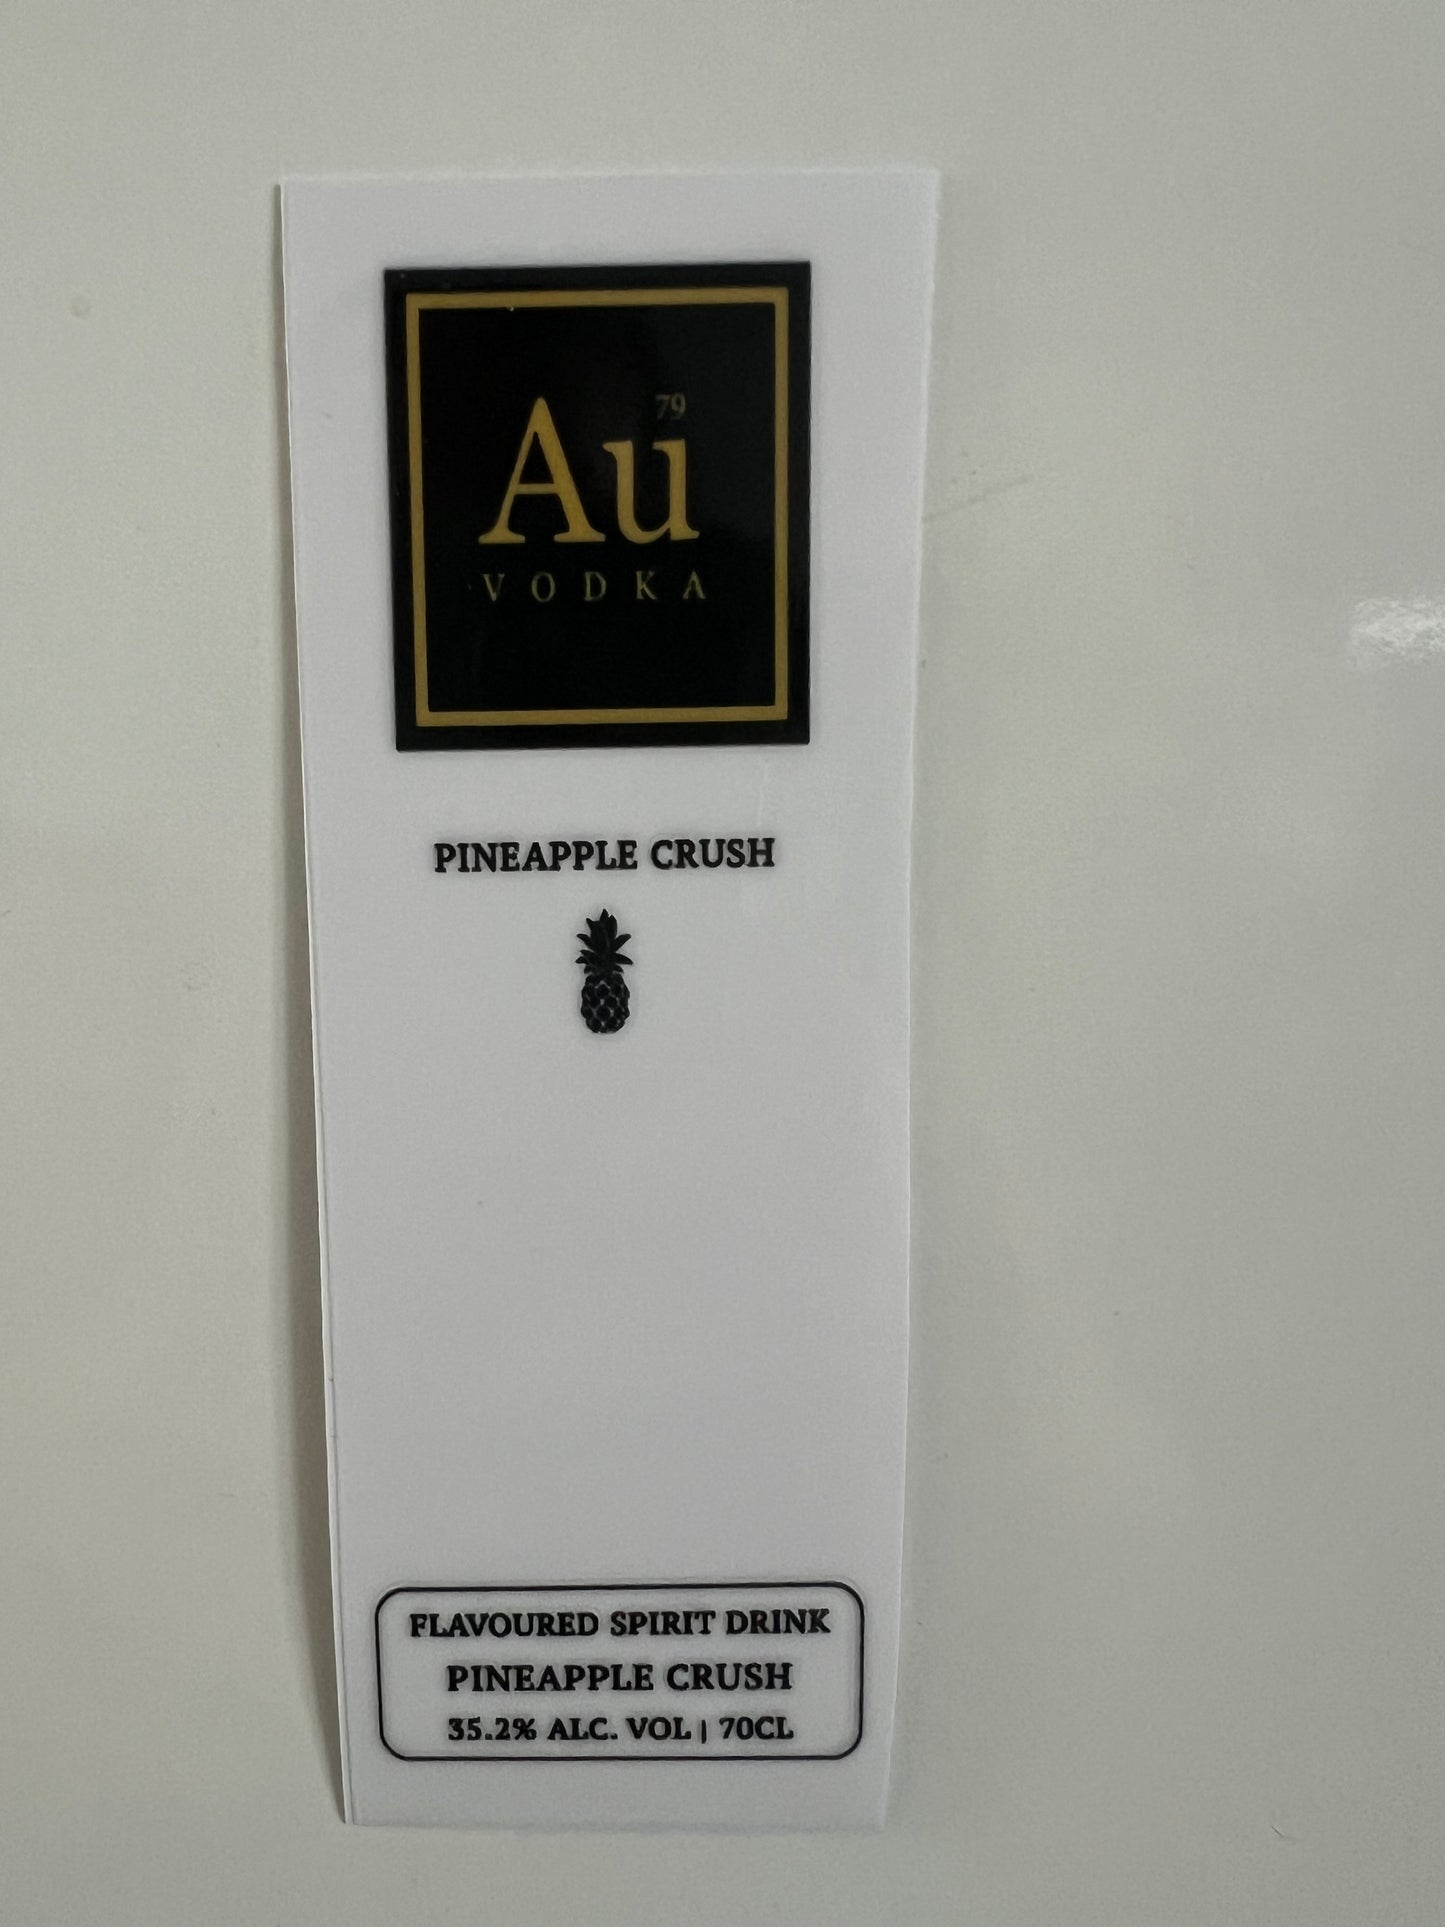 79
Au
VODKA
PINEAPPLE CRUSH
FLAVOURED SPIRIT DRINK
PINEAPPLE CRUSH
35.2% ALC. VOL | 70CL